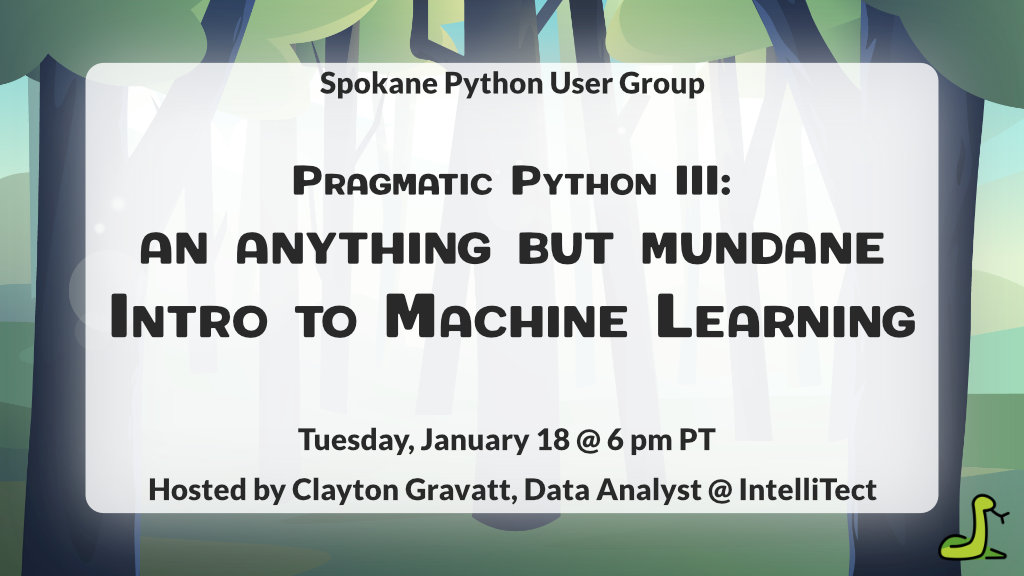 Spokane Python User Group
Pragmatic Python III:
an anything but mundane
Intro to Machine Learning
Tuesday, January 18 @ 6 pm PT
Hosted by Clayton Gravatt, Data Analyst @ IntelliTect